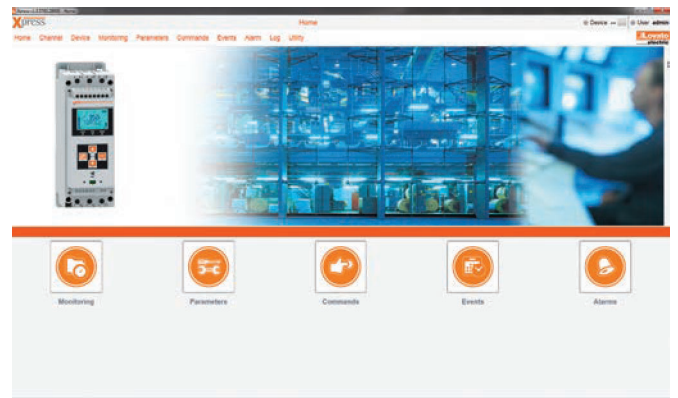 Xpress
Home
Device
User admin
Home Channel Device Monitoring Parameters Commands Events Alarm Log Utility
Lovato
electric
Monitoring
Parameters
Commands
Events
Alarms